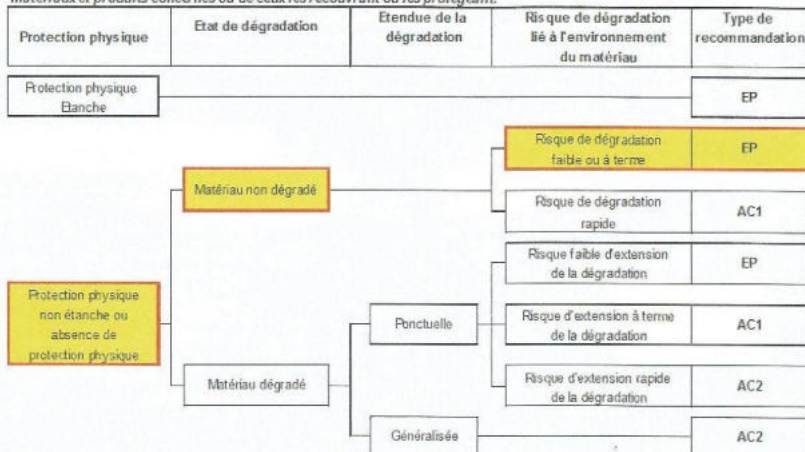 Matériaux et produits concernés ou de ceux les recouvrant ou les protégeant.
Protection physique
Etat de dégradation
Etendue de la
dégradation
Risque de dégradation
lié à l'environnement
du matériau
Type de
recommandation
Protection physique
Etanche
EP
Protection physique
non étanche ou
absence de
protection physique
Matériau non dégradé
Risque de dégradation
faible ou à terme
EP
Risque de dégradation
rapide
AC1
Matériau dégradé
Ponctuelle
Risque faible d'extension
de la dégradation
EP
Risque d'extension à terme
de la dégradation
AC1
Risque d'extension rapide
de la dégradation
AC2
Généralisée
AC2